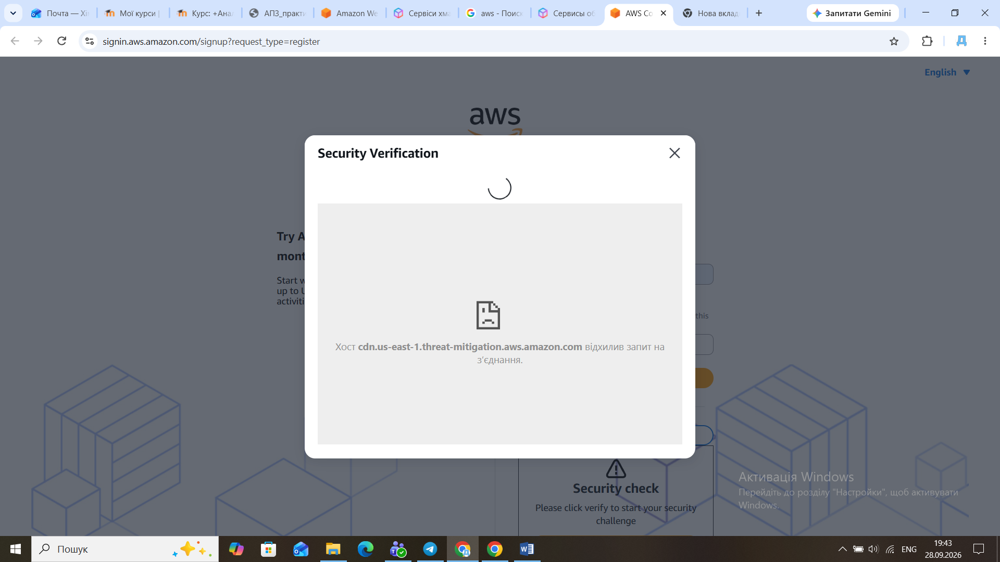 Почта — Хі
Мої курси |
Курс: +Ана
АПЗ_практи
Amazon We
Сервіси хма
aws - Поиск
Сервисы об
AWS Co
Нова вклад
Запитати Gemini
signin.aws.amazon.com/signup?request_type=register
English
aws
Security Verification
Try A
mont
Start w
up to U
activiti
this
Хост cdn.us-east-1.threat-mitigation.aws.amazon.com відхилив запит на
з'єднання.
Security check
Please click verify to start your security
challenge
Активація Windows
Перейдіть до розділу "Настройки", щоб активувати
Windows.
Пошук
ENG
19:43
28.09.2026